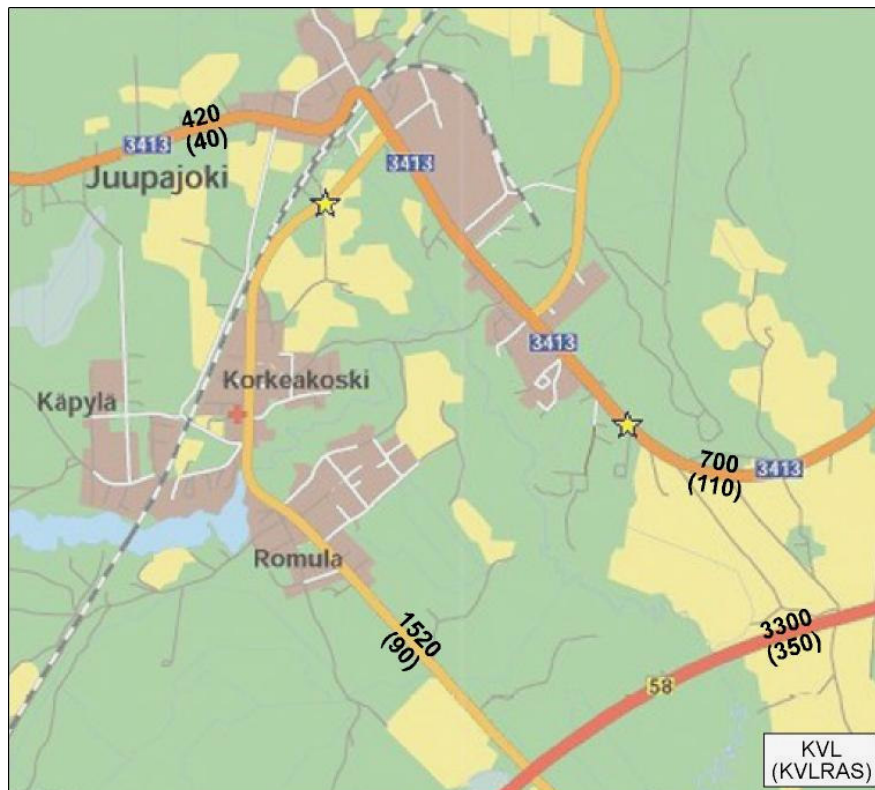 420
(40)
3413
Juupajoki
3413
3413
Korkeakoski
Käpylä
700
(110)
3413
Romula
1520
(90)
3300
(350)
58
KVL
(KVLRAS)